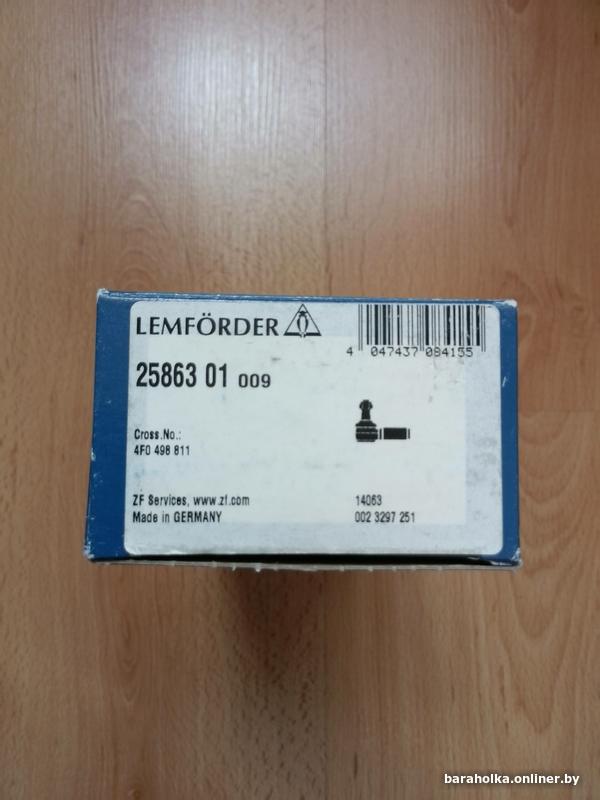 LEMFÖRDER
4 047437 084155
25863 01 009
Cross.No.:
4F0 498 811
ZF Services, www.zf.com
Made in GERMANY
14063
002 3297 251
baraholka.onliner.by